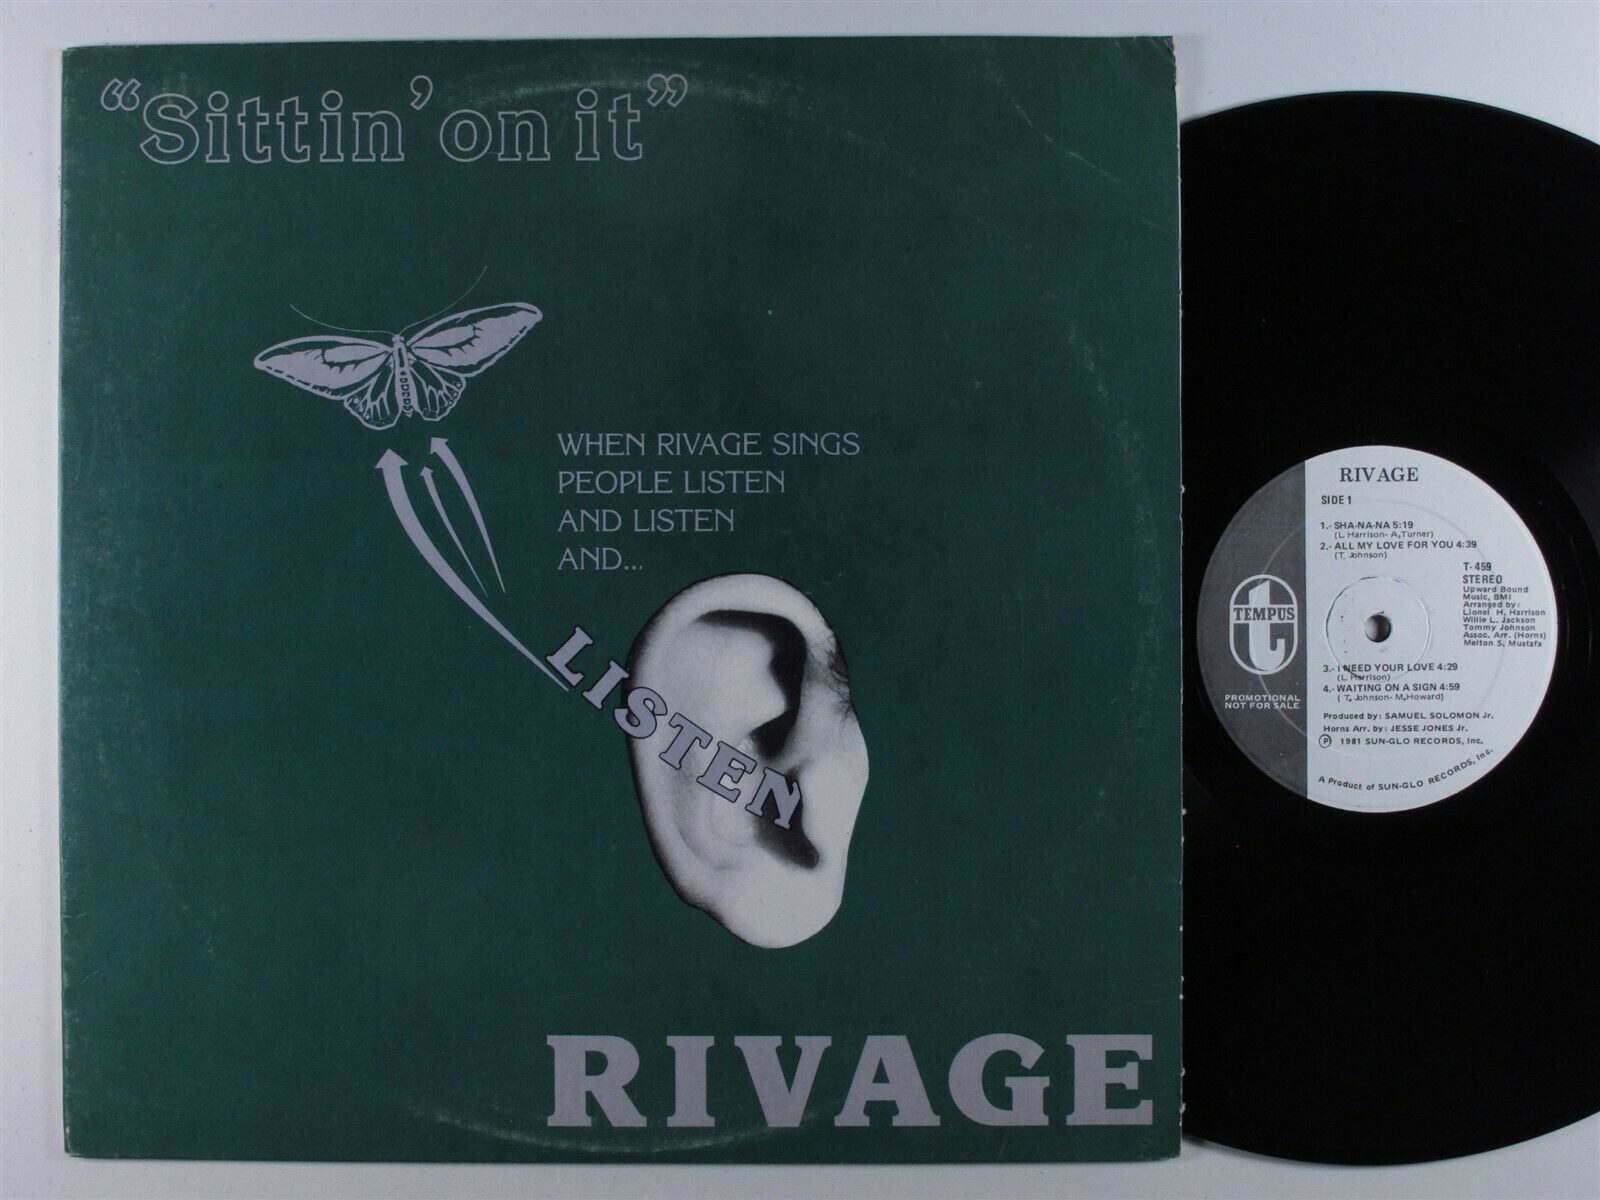 "Sittin' on it"
WHEN RIVAGE SINGS
PEOPLE LISTEN
AND LISTEN
AND...
LISTEN
RIVAGE
RIVAGE
SIDE 1
1.- SHA-NA-NA 5:19
(L. Harrison- A. Turner)
2.- ALL MY LOVE FOR YOU 4:39
(T. Johnson)
T-459
STEREO
Upward Bound
Music, BMI
Arranged by:
Lionel H. Harrison
Willie L. Jackson
Tommy Johnson
Assoc. Arr. (Horns)
Melton S. Mustafa
TEMPUS
t
PROMOTIONAL
NOT FOR SALE
3.- I NEED YOUR LOVE 4:29
(L. Harrison)
4.- WAITING ON A SIGN 4:59
( T. Johnson- M. Howard)
Produced by: SAMUEL SOLOMON Jr.
Horns Arr. by: JESSE JONES Jr.
Ⓟ 1981 SUN-GLO RECORDS, Inc.
A Product of SUN-GLO RECORDS, Inc.